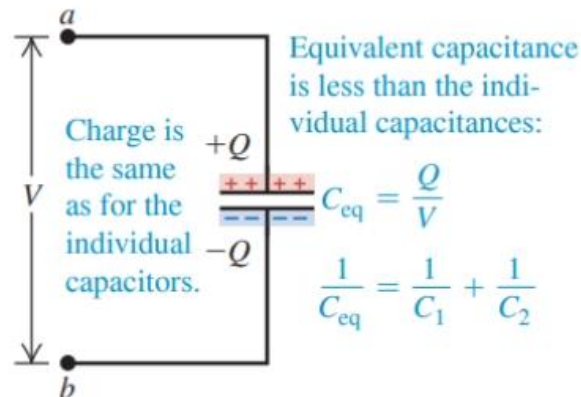 a
Equivalent capacitance
is less than the indi-
vidual capacitances:
Charge is
the same
as for the
individual
capacitors.
V
+Q
++ ++
−Q
– – – –
C_eq = Q/V
1/C_eq = 1/C_1 + 1/C_2
b